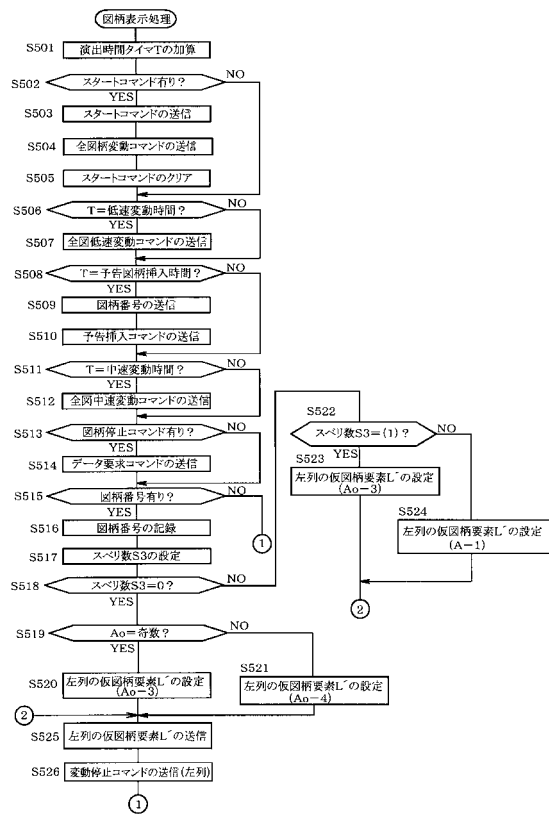 図柄表示処理
S501
演出時間タイマTの加算
S502
スタートコマンド有り？
NO
YES
S503
スタートコマンドの送信
S504
全図柄変動コマンドの送信
S505
スタートコマンドのクリア
S506
T＝低速変動時間？
NO
YES
S507
全図低速変動コマンドの送信
S508
T＝予告図柄挿入時間？
NO
YES
S509
図柄番号の送信
S510
予告挿入コマンドの送信
S511
T＝中速変動時間？
NO
YES
S512
全図中速変動コマンドの送信
S513
図柄停止コマンド有り？
NO
YES
S514
データ要求コマンドの送信
S515
図柄番号有り？
NO
YES
①
S516
図柄番号の記録
S517
スベリ数S3の設定
S518
スベリ数S3＝0？
NO
YES
S519
Ao＝奇数？
NO
YES
S520
左列の仮図柄要素L´の設定
(Ao－3)
S521
左列の仮図柄要素L´の設定
(Ao－4)
S522
スベリ数S3＝(1)？
NO
YES
S523
左列の仮図柄要素L´の設定
(Ao－3)
S524
左列の仮図柄要素L´の設定
(A－1)
②
②
S525
左列の仮図柄要素L´の送信
S526
変動停止コマンドの送信(左列)
①